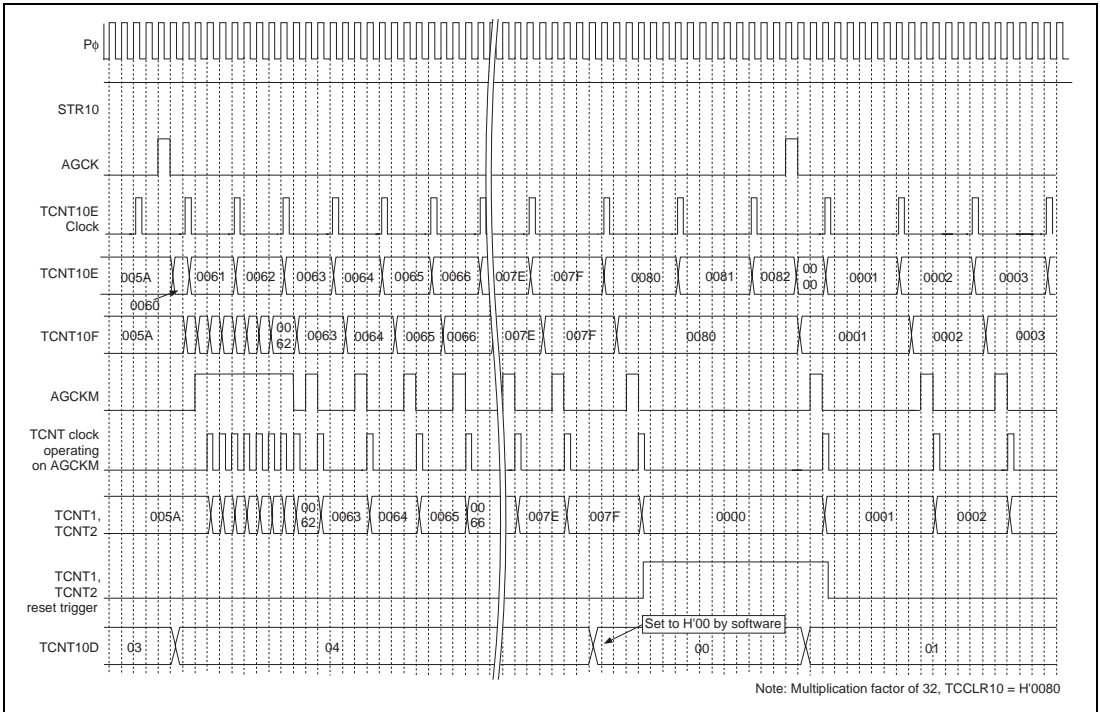 Pϕ
STR10
AGCK
TCNT10E
Clock
TCNT10E 005A 0061 0062 0063 0064 0065 0066 007E 007F 0080 0081 0082 00 00 0001 0002 0003
0060
TCNT10F 005A 00 62 0063 0064 0065 0066 007E 007F 0080 0001 0002 0003
AGCKM
TCNT clock
operating
on AGCKM
TCNT1,
TCNT2 005A 00 62 0063 0064 0065 00 66 007E 007F 0000 0001 0002
TCNT1,
TCNT2
reset trigger
Set to H'00 by software
TCNT10D 03 04 00 01
Note: Multiplication factor of 32, TCCLR10 = H'0080